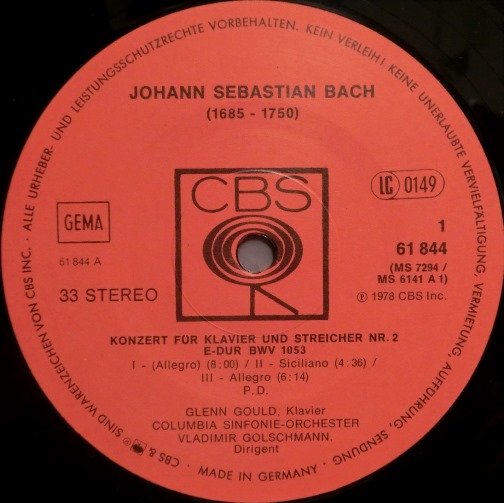 ALLE URHEBER- UND LEISTUNGSSCHUTZRECHTE VORBEHALTEN. KEIN VERLEIH! KEINE UNERLAUBTE VERVIELFÄLTIGUNG, VERMIETUNG, AUFFÜHRUNG, SENDUNG
JOHANN SEBASTIAN BACH
(1685 - 1750)
CBS
GEMA
LC 0149
61 844 A
1
61 844
(MS 7294 /
MS 6141 A 1)
33 STEREO
℗ 1978 CBS Inc.
KONZERT FÜR KLAVIER UND STREICHER NR. 2
E-DUR BWV 1053
I - (Allegro) (8:00) / II - Siciliano (4:36) /
III - Allegro (6:14)
P.D.
GLENN GOULD, Klavier
COLUMBIA SINFONIE-ORCHESTER
VLADIMIR GOLSCHMANN,
Dirigent
CBS & SIND WARENZEICHEN VON CBS INC. ·
· MADE IN GERMANY ·